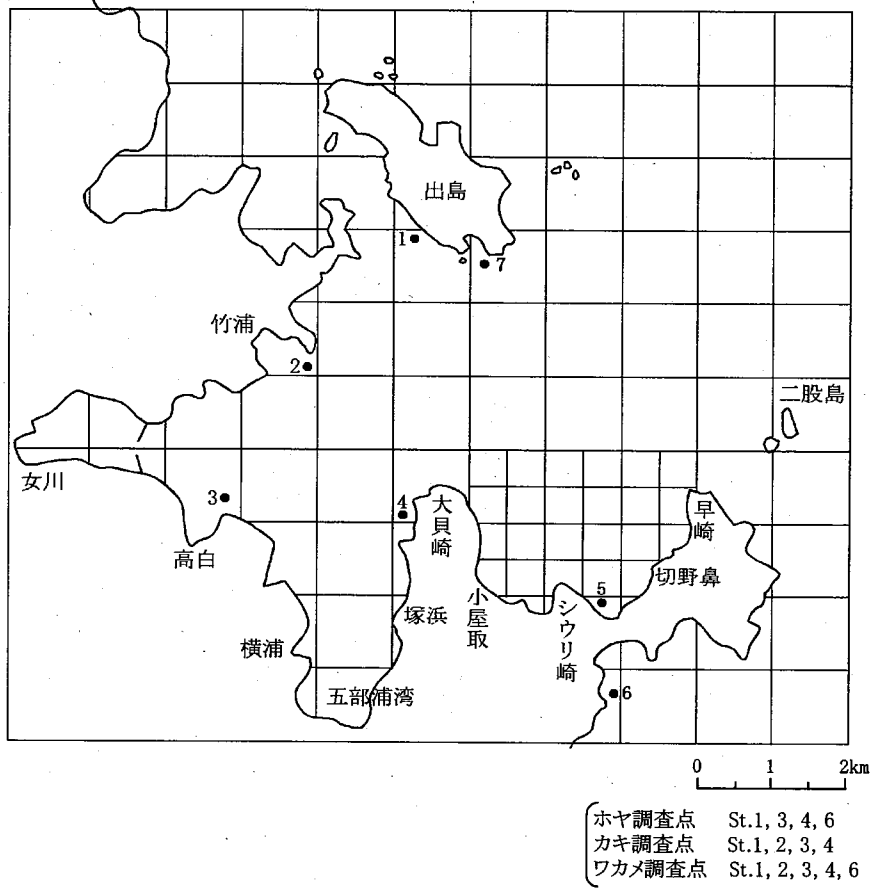 出島
1
7
竹浦
2
二股島
女川
3
高白
4
大貝崎
早崎
切野鼻
5
小屋取
シウリ崎
塚浜
横浦
五部浦湾
6
0 1 2km
ホヤ調査点 St.1, 3, 4, 6
カキ調査点 St.1, 2, 3, 4
ワカメ調査点 St.1, 2, 3, 4, 6